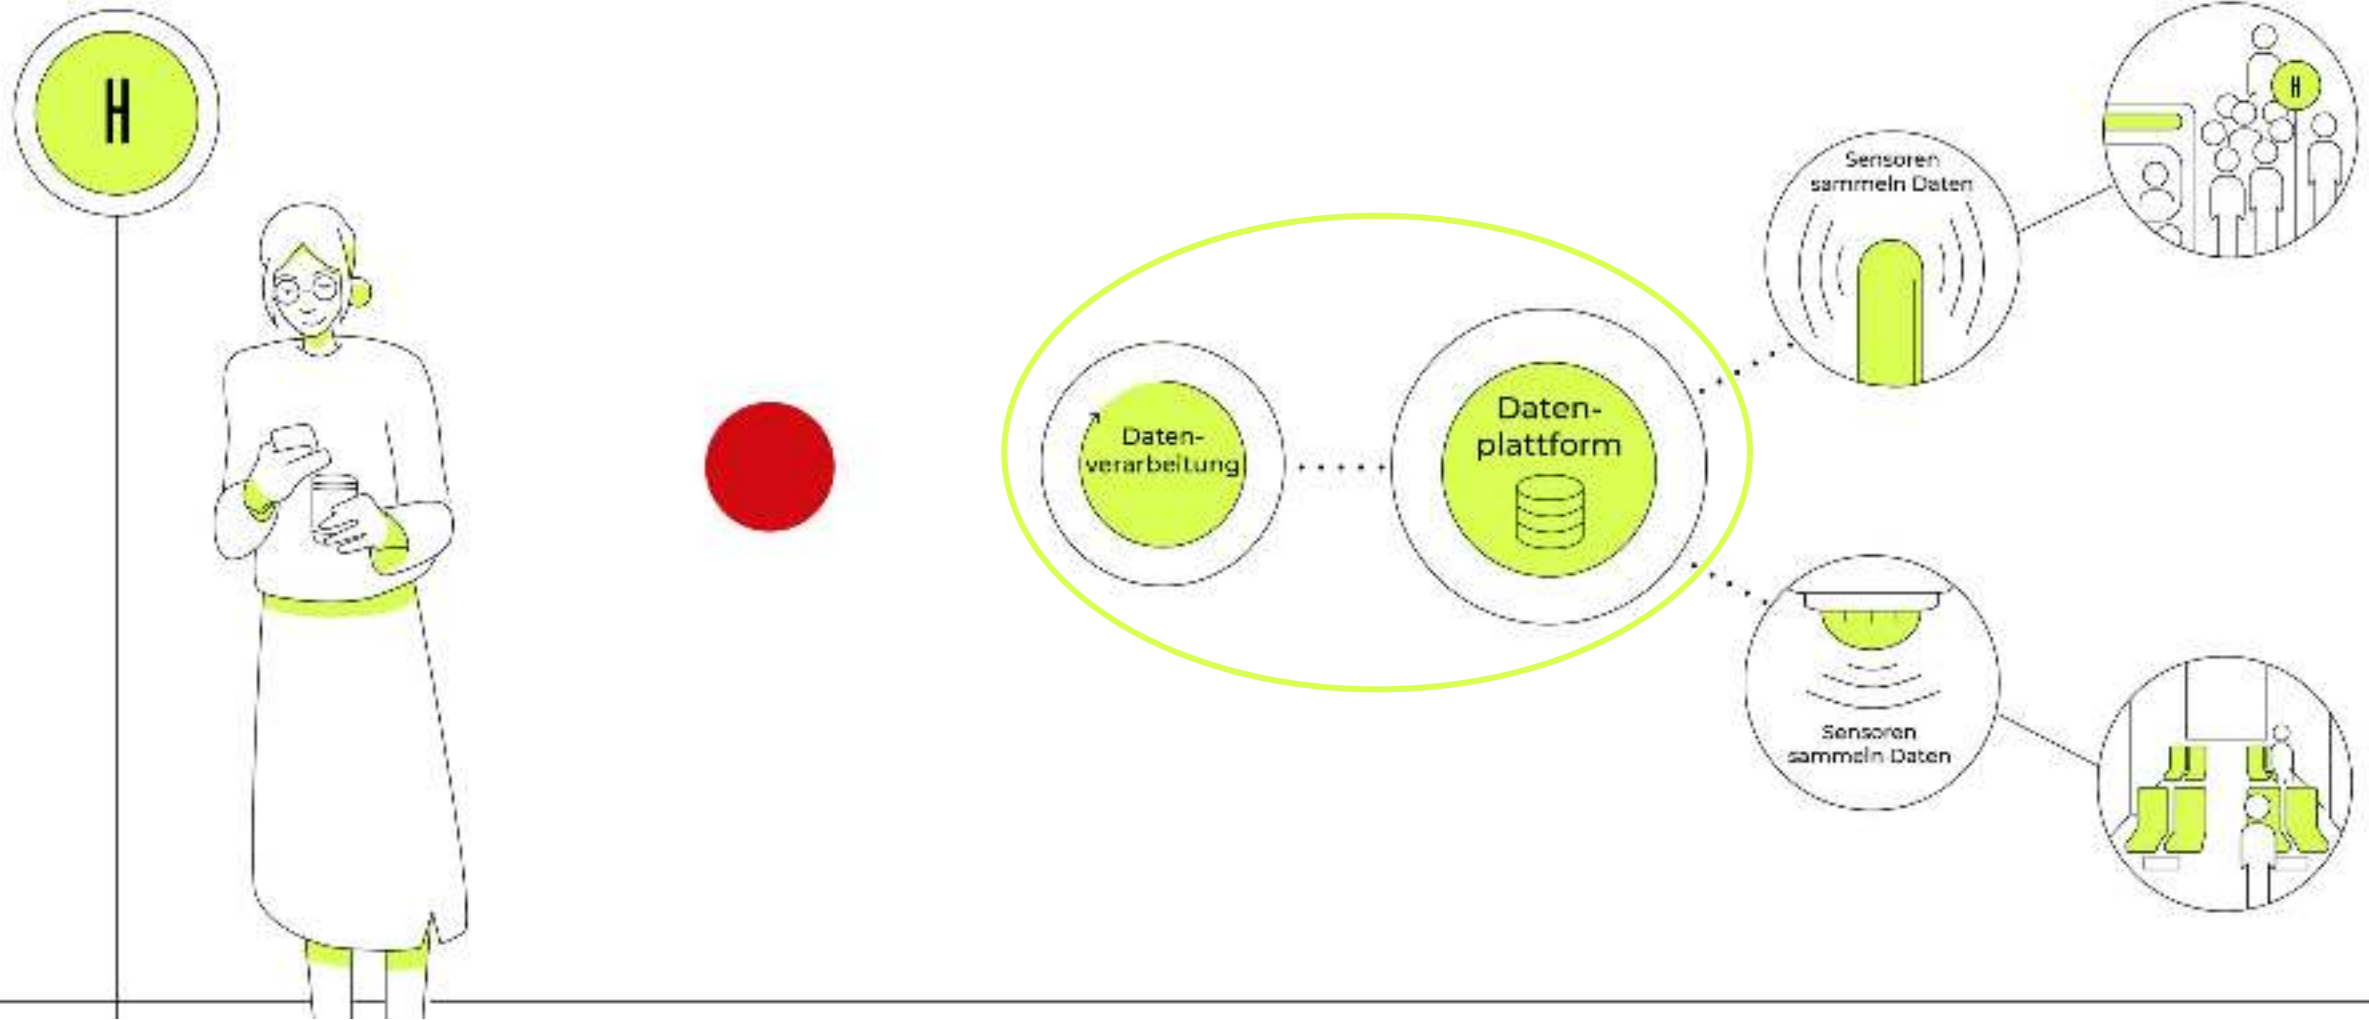 H
H
Sensoren
sammeln Daten
Daten-
verarbeitung
Daten-
plattform
Sensoren
sammeln Daten